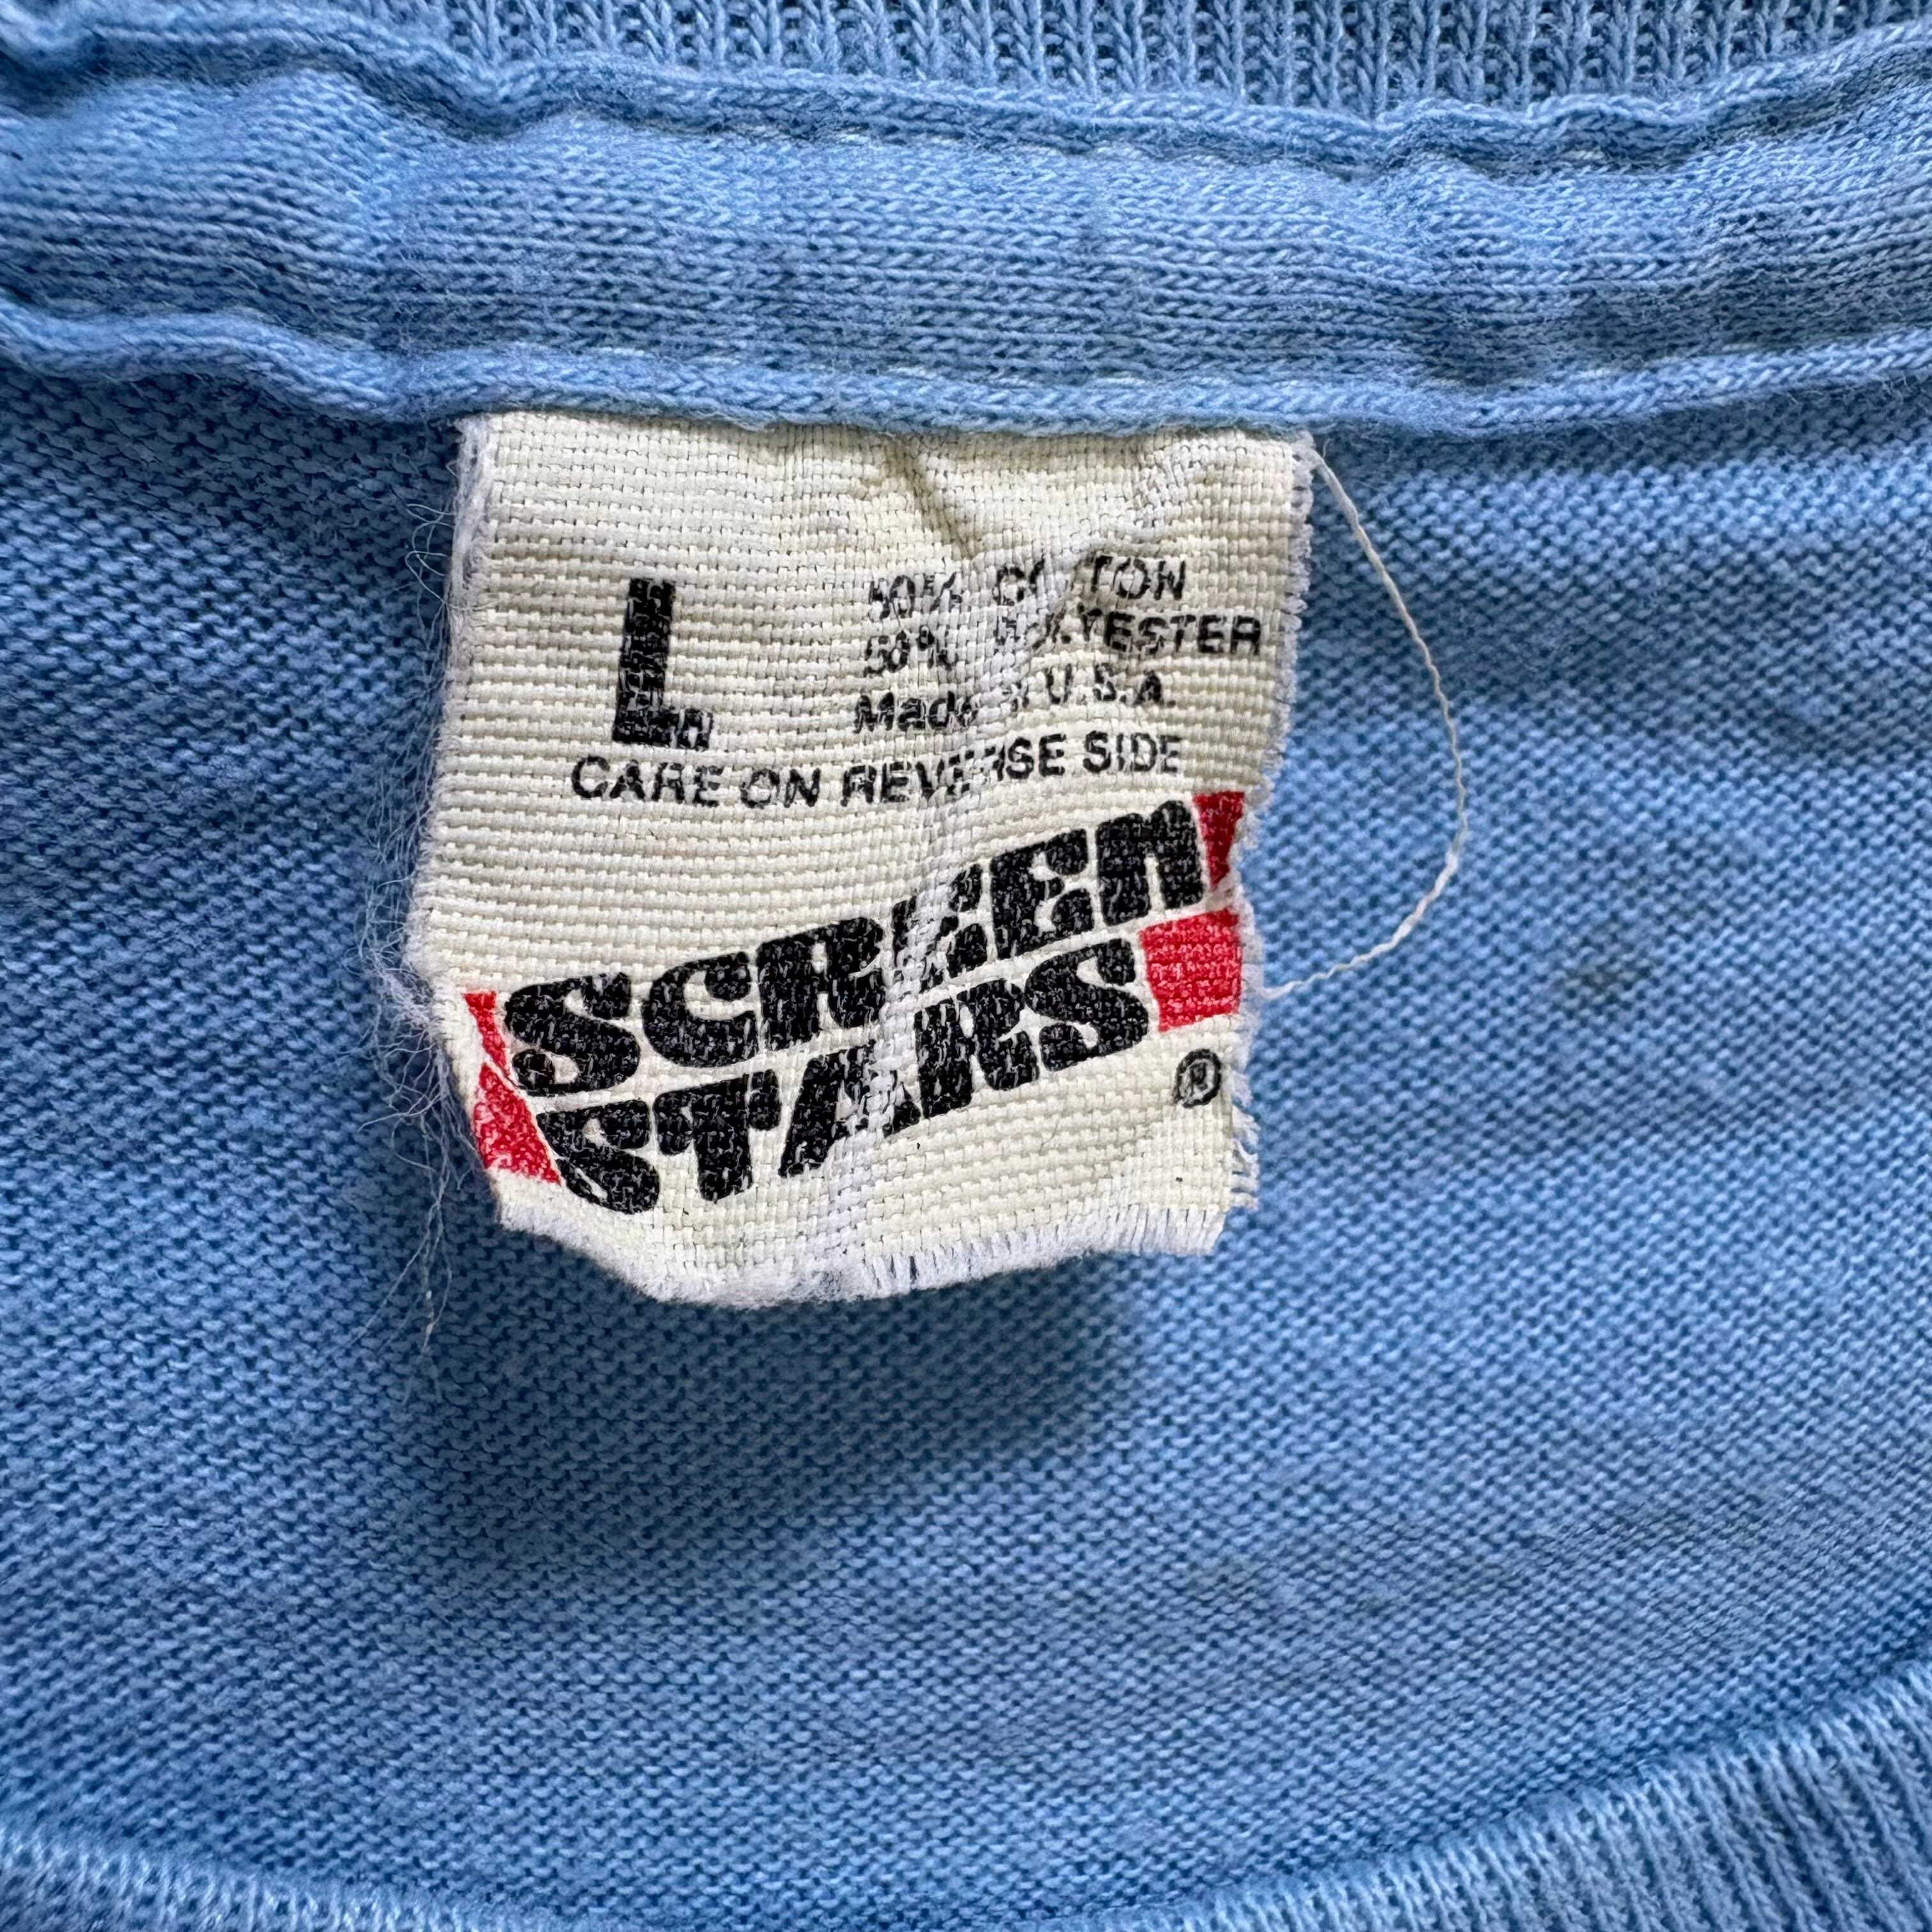 L
50% COTTON
50% POLYESTER
Made in U.S.A.
CARE ON REVERSE SIDE
SCREEN
STARS
®